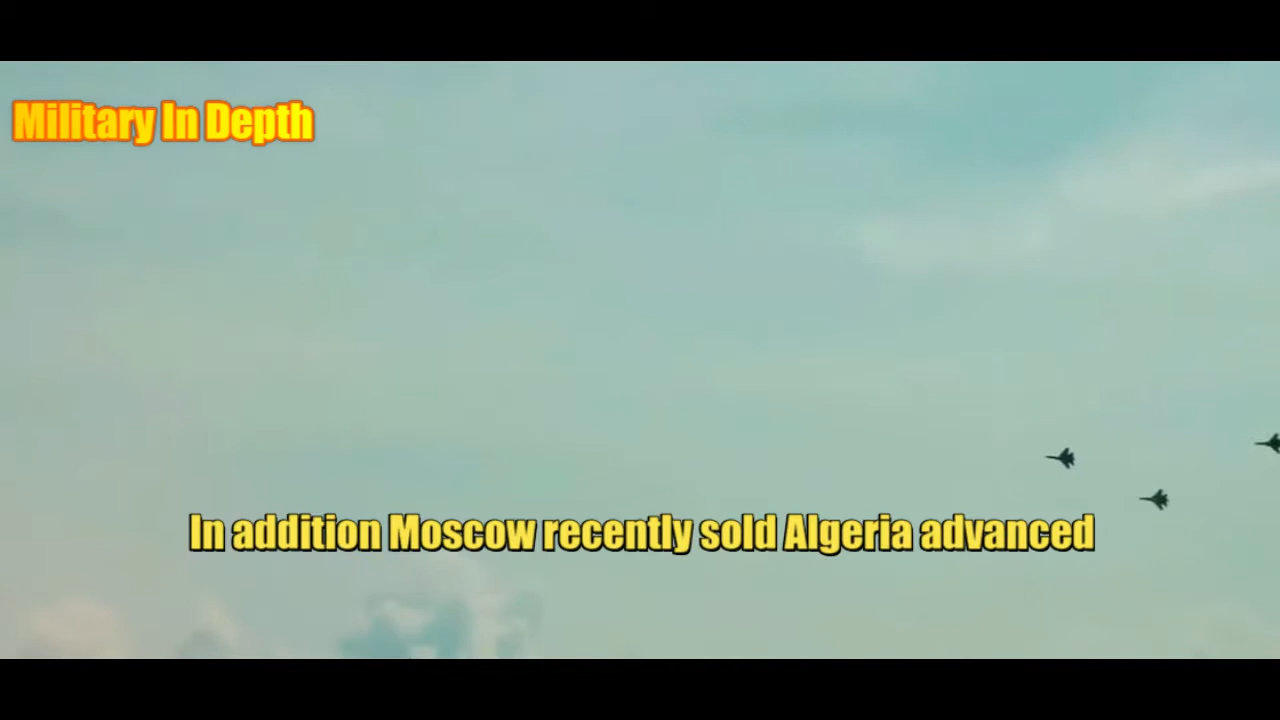 Military In Depth
In addition Moscow recently sold Algeria advanced